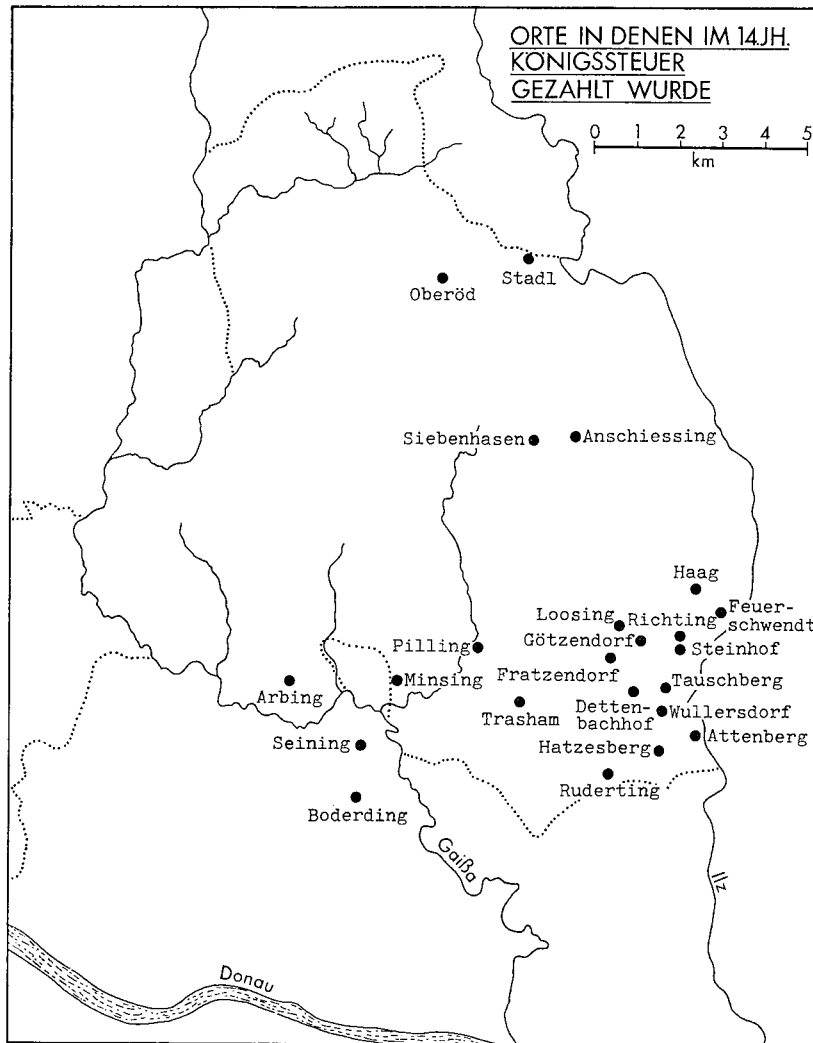 ORTE IN DENEN IM 14.JH.
KÖNIGSSTEUER
GEZAHLT WURDE
0 1 2 3 4 5
km
Stadl
Oberöd
Siebenhasen
Anschiessing
Haag
Feuer-
schwendt
Loosing
Richting
Götzendorf
Steinhof
Pilling
Fratzendorf
Minsing
Tauschberg
Arbing
Trasham
Detten-
bachhof
Wullersdorf
Attenberg
Seining
Hatzesberg
Ruderting
Boderding
Gaißa
Ilz
Donau